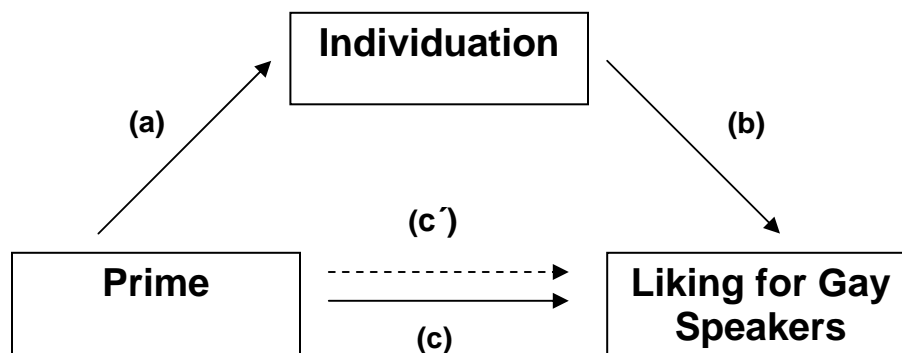 Individuation
(a)
(b)
(c´)
Prime
Liking for Gay
Speakers
(c)